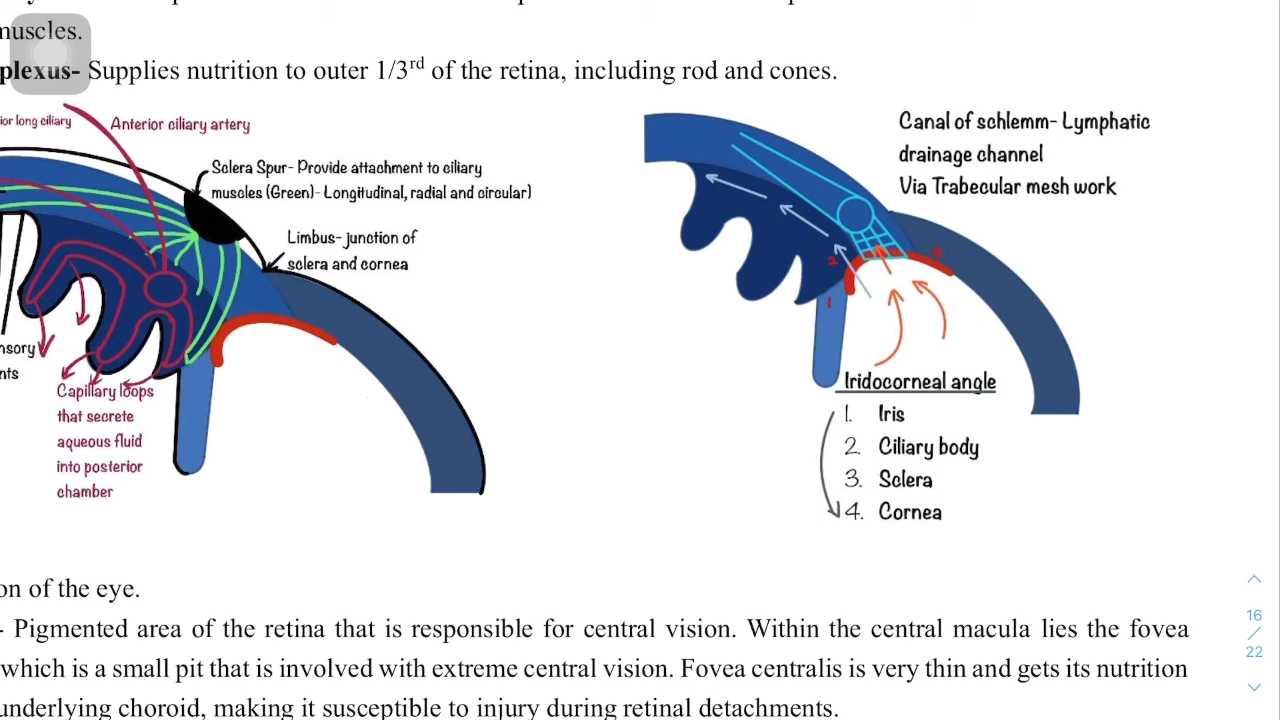 muscles.
plexus- Supplies nutrition to outer 1/3rd of the retina, including rod and cones.
long ciliary
Anterior ciliary artery
Sclera Spur- Provide attachment to ciliary
muscles (Green)- Longitudinal, radial and circular)
Limbus- junction of
sclera and cornea
Capillary loops
that secrete
aqueous fluid
into posterior
chamber
Canal of schlemm- Lymphatic
drainage channel
Via Trabecular mesh work
2
1
Iridocorneal angle
1. Iris
2. Ciliary body
3. Sclera
4. Cornea
of the eye.
- Pigmented area of the retina that is responsible for central vision. Within the central macula lies the fovea
which is a small pit that is involved with extreme central vision. Fovea centralis is very thin and gets its nutrition
underlying choroid, making it susceptible to injury during retinal detachments.
16
/
22